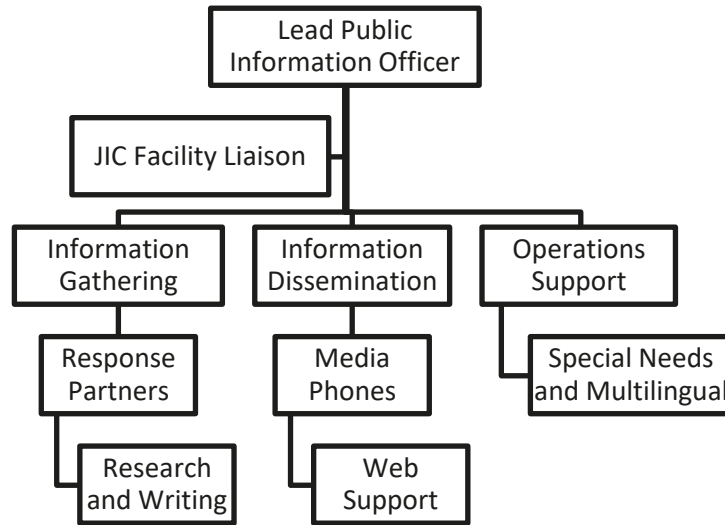 Lead Public
Information Officer
JIC Facility Liaison
Information
Gathering
Information
Dissemination
Operations
Support
Response
Partners
Media
Phones
Special Needs
and Multilingual
Research
and Writing
Web
Support